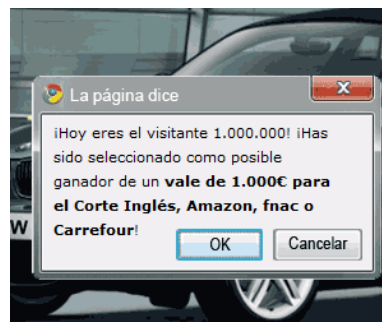 La página dice
¡Hoy eres el visitante 1.000.000! ¡Has
sido seleccionado como posible
ganador de un vale de 1.000€ para
el Corte Inglés, Amazon, fnac o
Carrefour!
OK
Cancelar
W